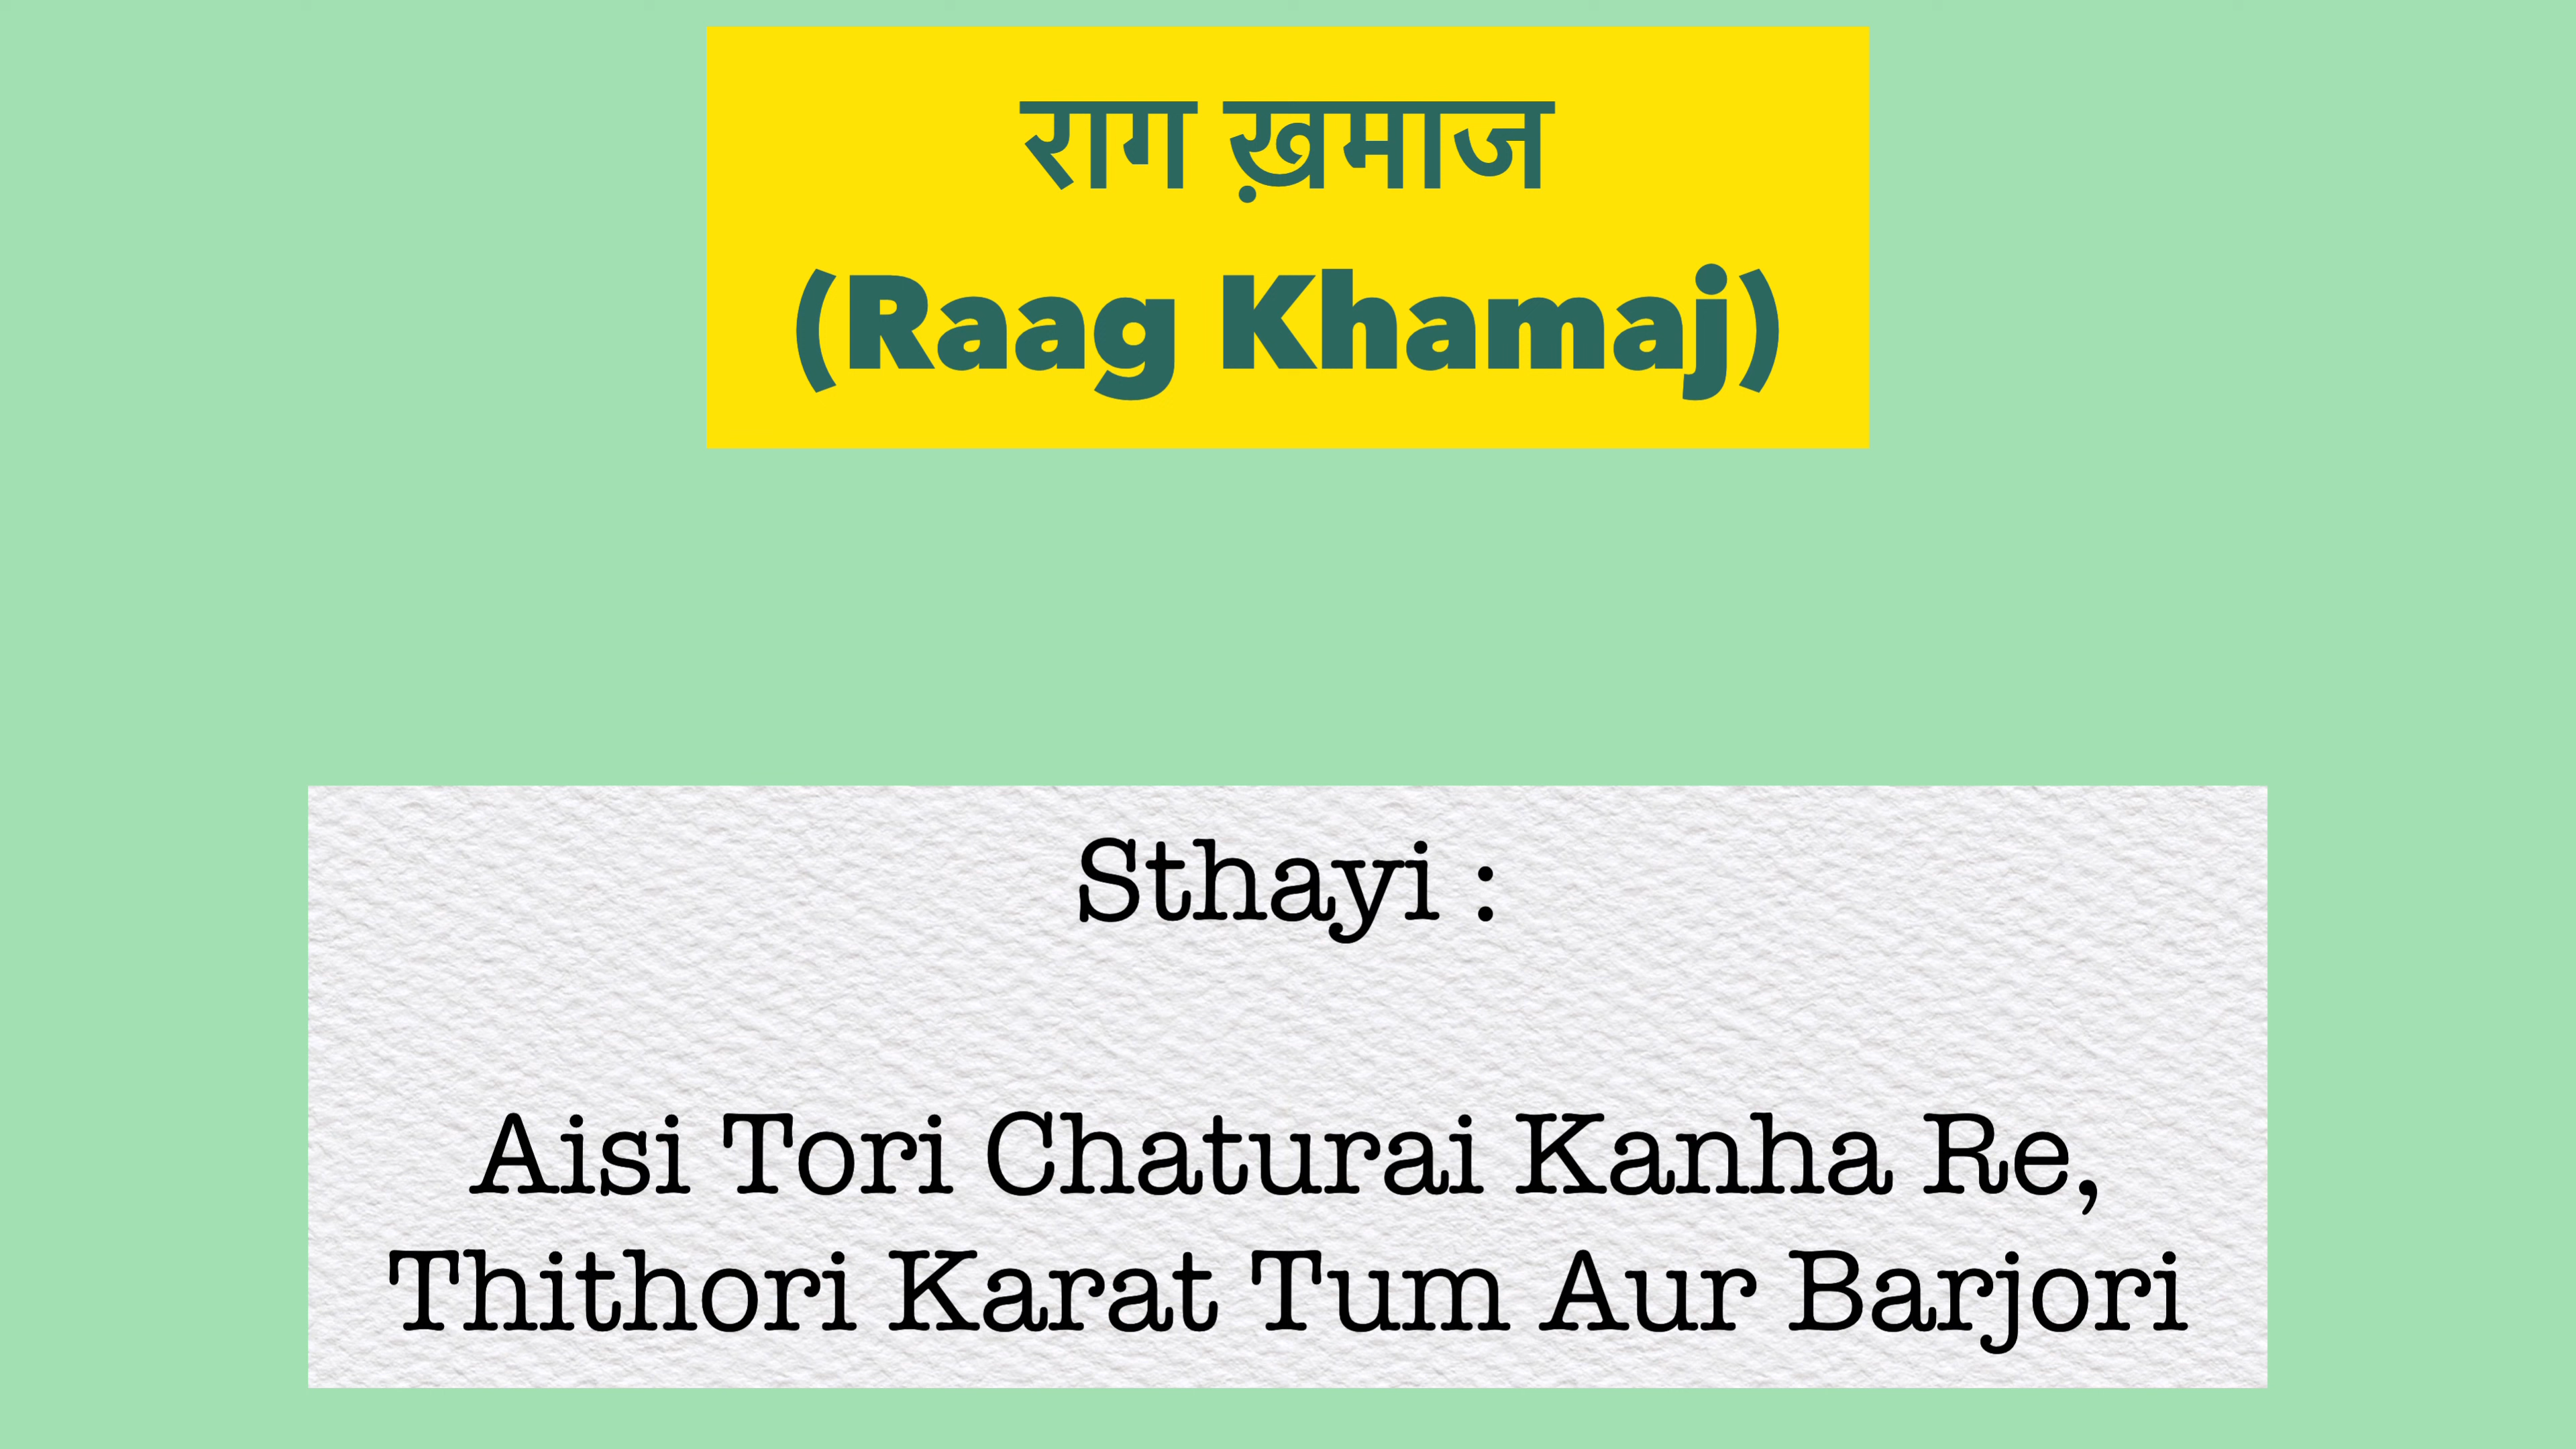 राग ख़माज
(Raag Khamaj)
Sthayi :
Aisi Tori Chaturai Kanha Re,
Thithori Karat Tum Aur Barjori